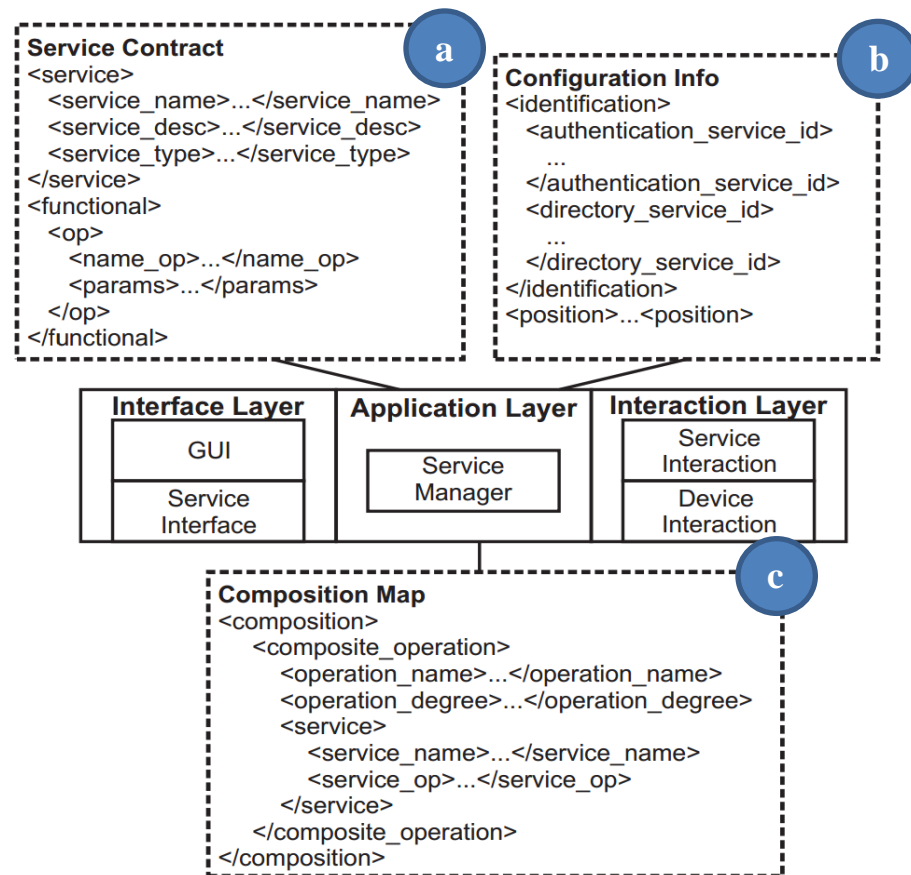 a
Service Contract
<service>
<service_name>...</service_name>
<service_desc>...</service_desc>
<service_type>...</service_type>
</service>
<functional>
<op>
<name_op>...</name_op>
<params>...</params>
</op>
</functional>
b
Configuration Info
<identification>
<authentication_service_id>
...
</authentication_service_id>
<directory_service_id>
...
</directory_service_id>
</identification>
<position>...<position>
Interface Layer
GUI
Service
Interface
Application Layer
Service
Manager
Interaction Layer
Service
Interaction
Device
Interaction
c
Composition Map
<composition>
<composite_operation>
<operation_name>...</operation_name>
<operation_degree>...</operation_degree>
<service>
<service_name>...</service_name>
<service_op>...</service_op>
</service>
</composite_operation>
</composition>